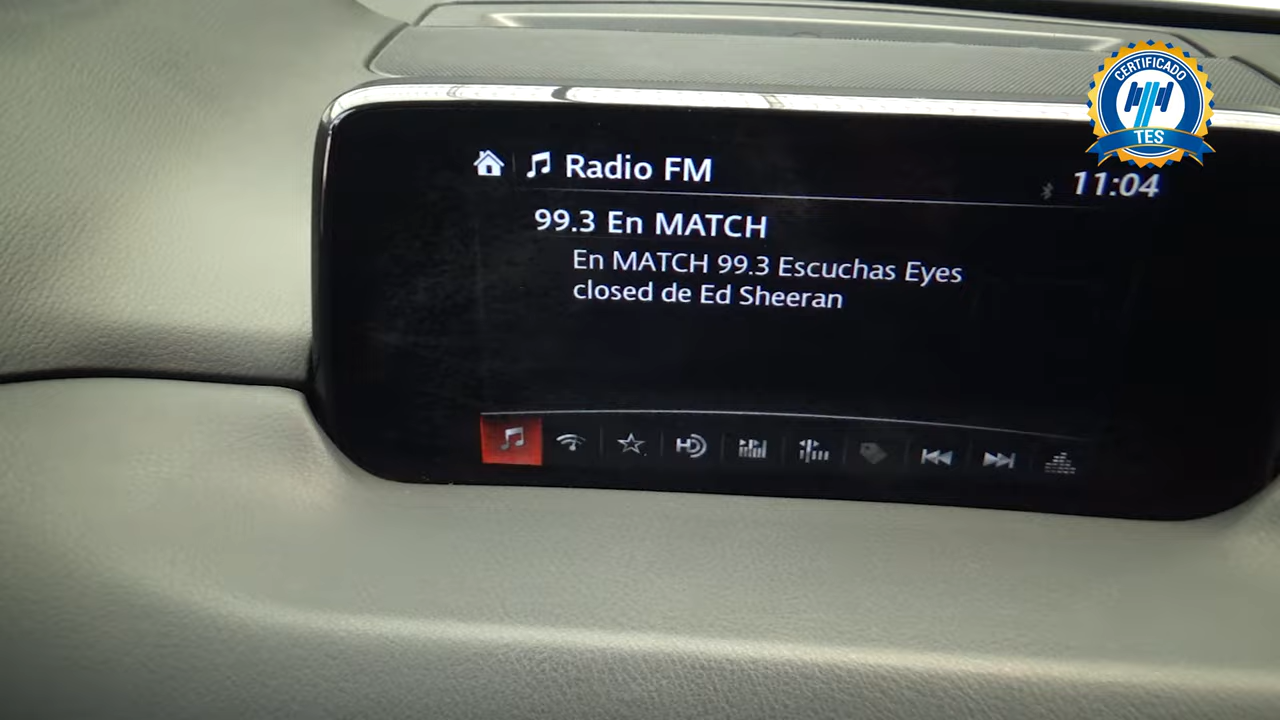 CERTIFICADO
TES
Radio FM
11:04
99.3 En MATCH
En MATCH 99.3 Escuchas Eyes
closed de Ed Sheeran
HD